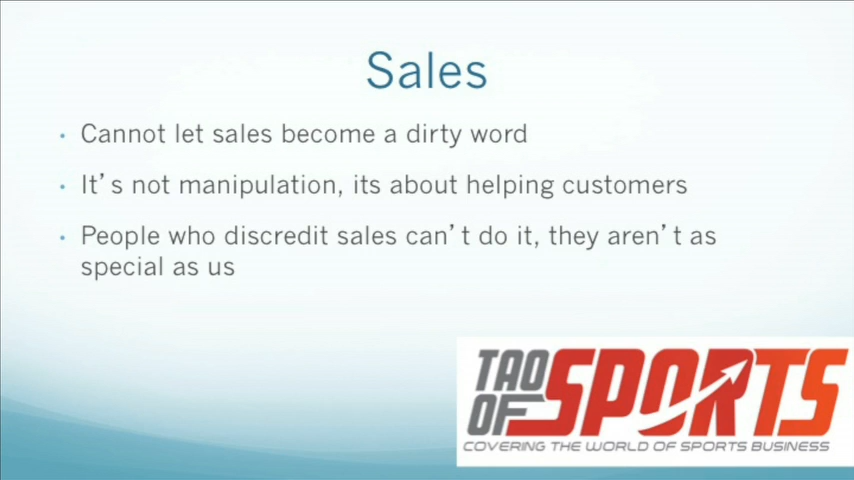 Sales
• Cannot let sales become a dirty word
• It’s not manipulation, its about helping customers
• People who discredit sales can’t do it, they aren’t as
special as us
TAO
OF SPORTS
COVERING THE WORLD OF SPORTS BUSINESS